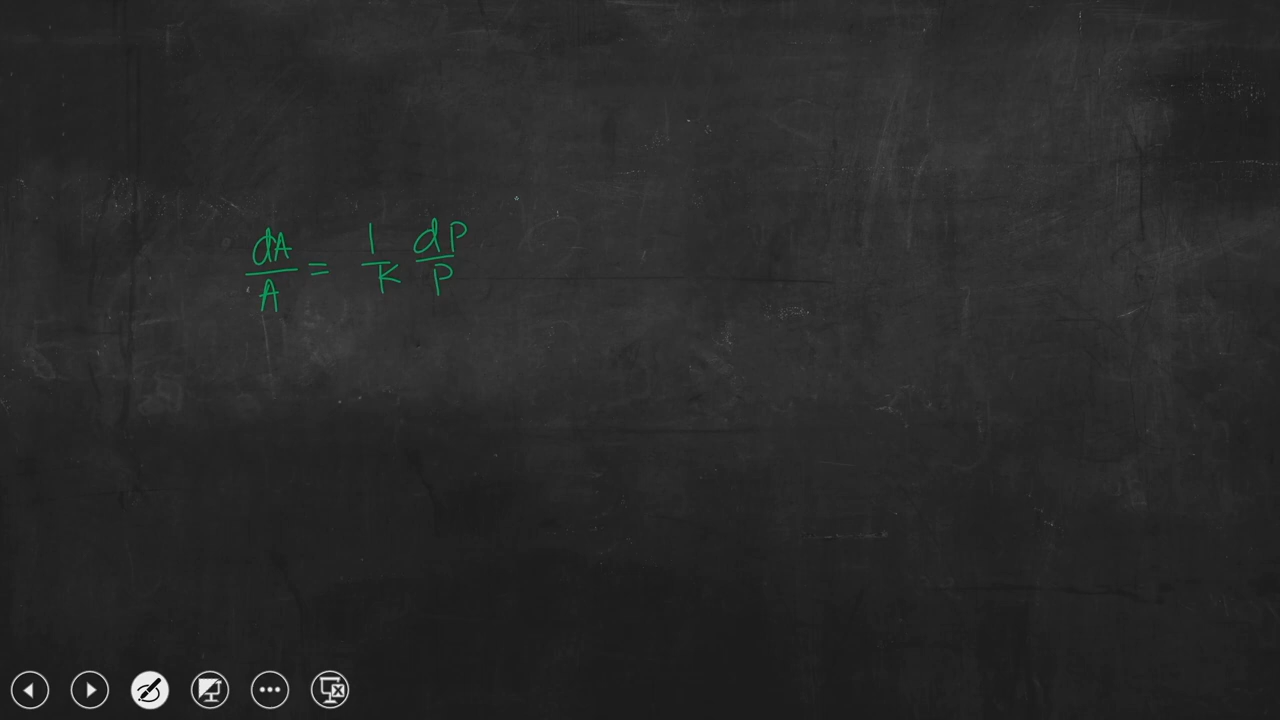 dA/A = 1/K dP/P